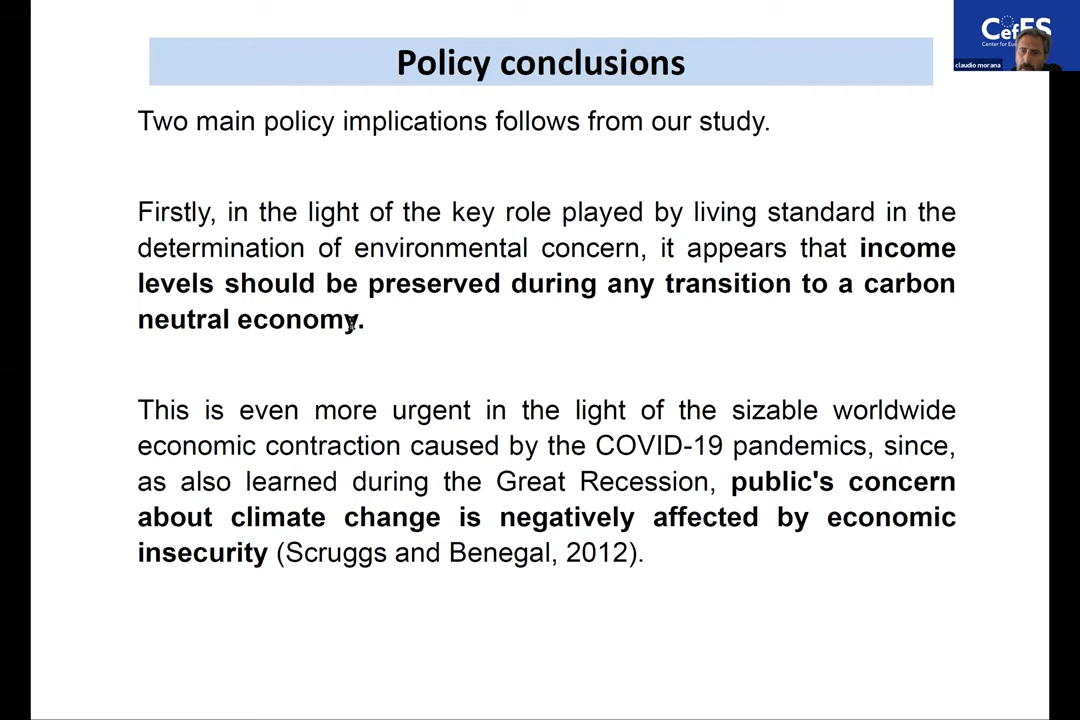 CefES
Center for Eur
claudio morana
Policy conclusions
Two main policy implications follows from our study.
Firstly, in the light of the key role played by living standard in the
determination of environmental concern, it appears that income
levels should be preserved during any transition to a carbon
neutral economy.
This is even more urgent in the light of the sizable worldwide
economic contraction caused by the COVID-19 pandemics, since,
as also learned during the Great Recession, public's concern
about climate change is negatively affected by economic
insecurity (Scruggs and Benegal, 2012).